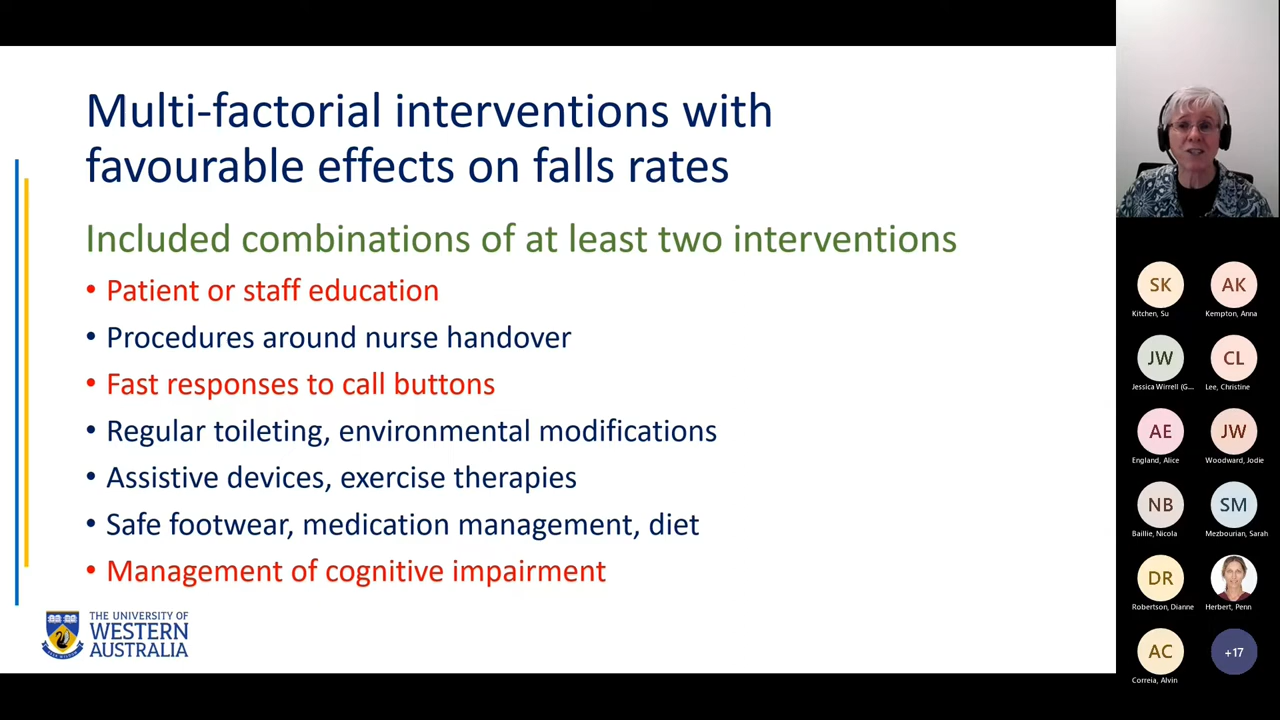 Multi-factorial interventions with
favourable effects on falls rates
Included combinations of at least two interventions
• Patient or staff education
• Procedures around nurse handover
• Fast responses to call buttons
• Regular toileting, environmental modifications
• Assistive devices, exercise therapies
• Safe footwear, medication management, diet
• Management of cognitive impairment
THE UNIVERSITY OF
WESTERN
AUSTRALIA
SK
Kitchen, Su
AK
Kempton, Anna
JW
Jessica Wirrell (G...
CL
Lee, Christine
AE
England, Alice
JW
Woodward, Jodie
NB
Baillie, Nicola
SM
Mezbourian, Sarah
DR
Robertson, Dianne
Herbert, Penn
AC
Correia, Alvin
+17